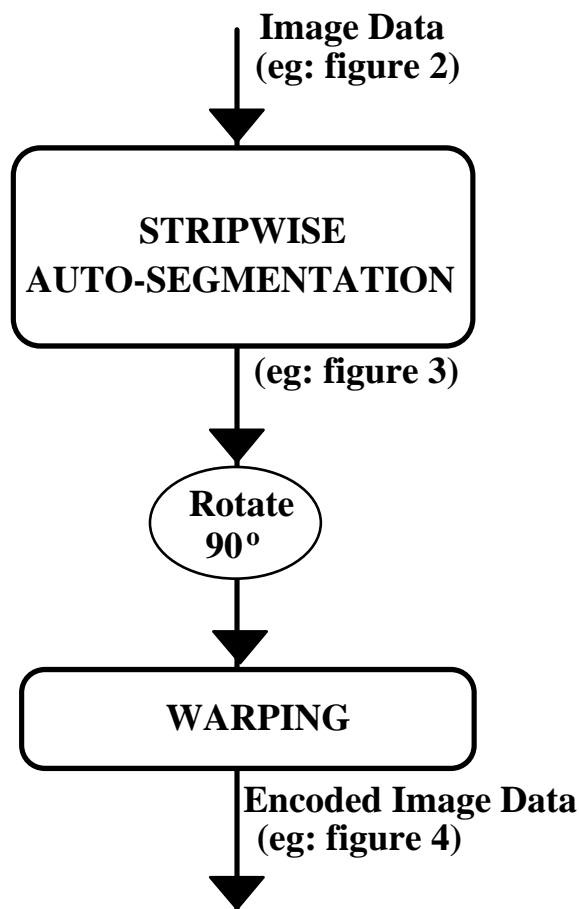 Image Data
(eg: figure 2)
STRIPWISE
AUTO-SEGMENTATION
(eg: figure 3)
Rotate
90º
WARPING
Encoded Image Data
(eg: figure 4)